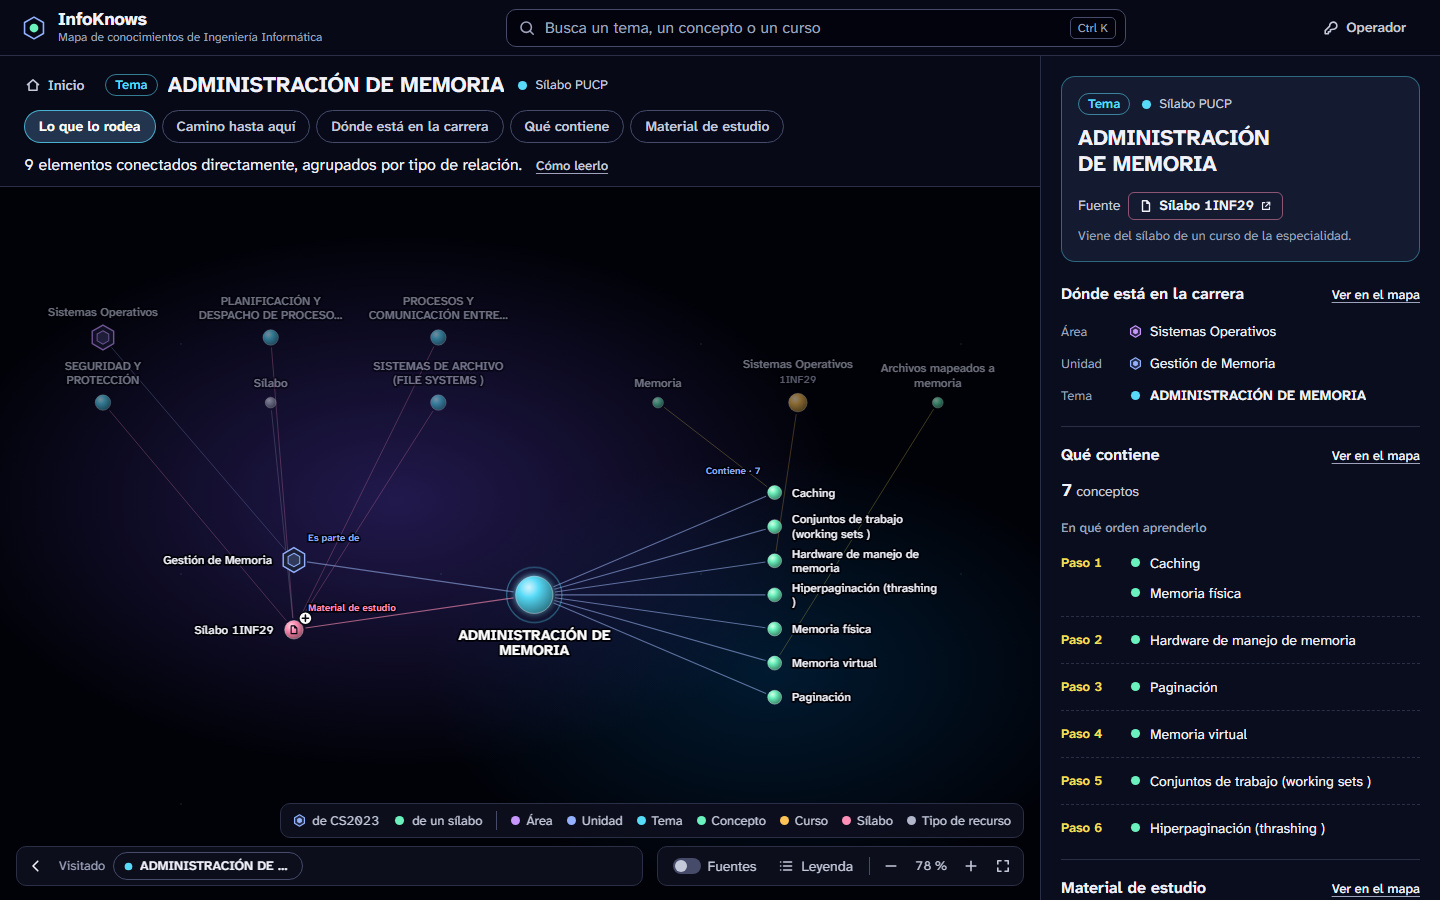 InfoKnows
Mapa de conocimientos de Ingeniería Informática
Busca un tema, un concepto o un curso
Ctrl K
Operador
Inicio
Tema
ADMINISTRACIÓN DE MEMORIA
Sílabo PUCP
Lo que lo rodea
Camino hasta aquí
Dónde está en la carrera
Qué contiene
Material de estudio
9 elementos conectados directamente, agrupados por tipo de relación.
Cómo leerlo
Sistemas Operativos
PLANIFICACIÓN Y
DESPACHO DE PROCESO...
PROCESOS Y
COMUNICACIÓN ENTRE...
SEGURIDAD Y
PROTECCIÓN
Sílabo
SISTEMAS DE ARCHIVO
(FILE SYSTEMS )
Memoria
Sistemas Operativos
1INF29
Archivos mapeados a
memoria
Contiene · 7
Caching
Conjuntos de trabajo
(working sets )
Hardware de manejo de
memoria
Hiperpaginación (thrashing
)
Memoria física
Memoria virtual
Paginación
Es parte de
Gestión de Memoria
Material de estudio
Sílabo 1INF29
ADMINISTRACIÓN DE
MEMORIA
de CS2023
de un sílabo
Área
Unidad
Tema
Concepto
Curso
Sílabo
Tipo de recurso
Visitado
ADMINISTRACIÓN DE ...
Fuentes
Leyenda
78 %
Tema
Sílabo PUCP
ADMINISTRACIÓN
DE MEMORIA
Fuente
Sílabo 1INF29
Viene del sílabo de un curso de la especialidad.
Dónde está en la carrera
Ver en el mapa
Área
Sistemas Operativos
Unidad
Gestión de Memoria
Tema
ADMINISTRACIÓN DE MEMORIA
Qué contiene
Ver en el mapa
7 conceptos
En qué orden aprenderlo
Paso 1
Caching
Memoria física
Paso 2
Hardware de manejo de memoria
Paso 3
Paginación
Paso 4
Memoria virtual
Paso 5
Conjuntos de trabajo (working sets )
Paso 6
Hiperpaginación (thrashing )
Material de estudio
Ver en el mapa